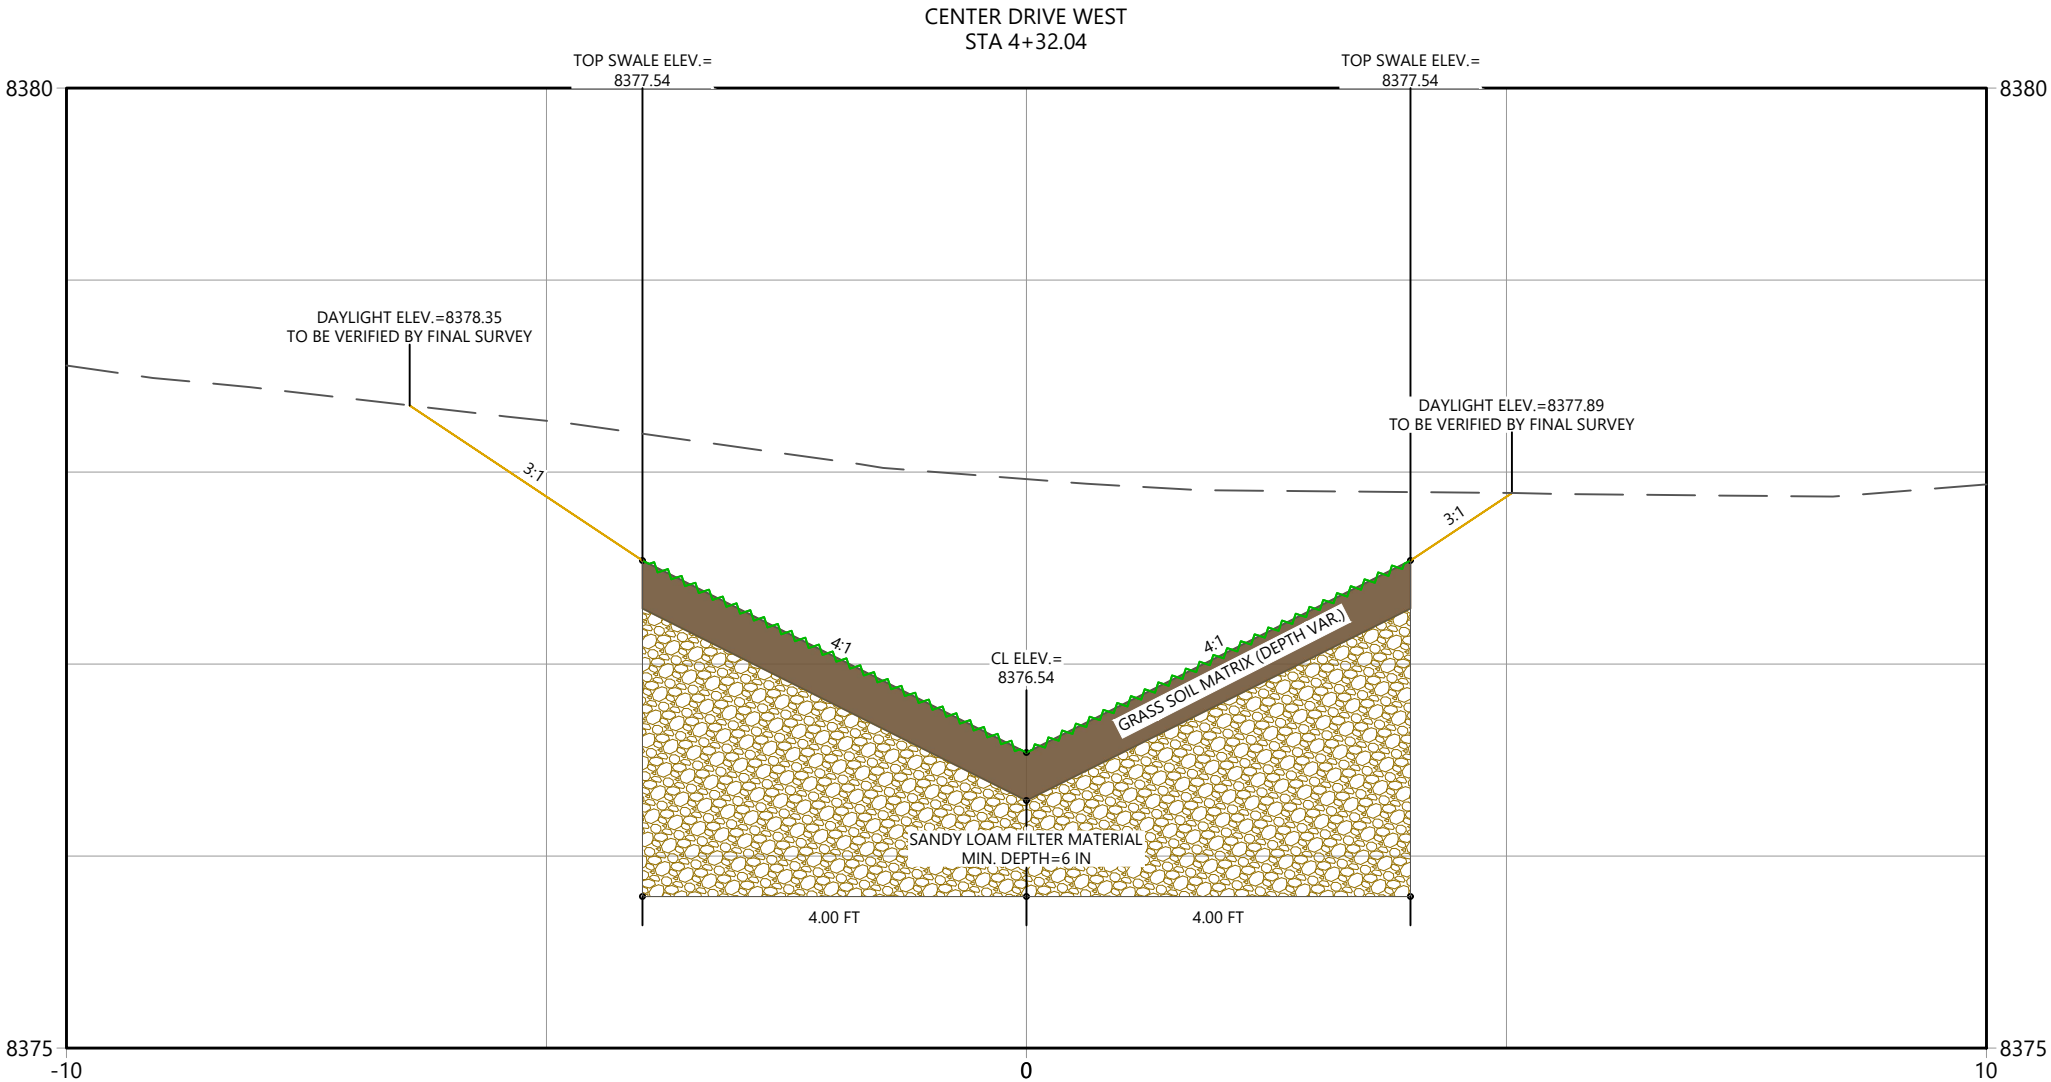 CENTER DRIVE WEST
STA 4+32.04
TOP SWALE ELEV.=
8377.54
TOP SWALE ELEV.=
8377.54
8380
8380
DAYLIGHT ELEV.=8378.35
TO BE VERIFIED BY FINAL SURVEY
DAYLIGHT ELEV.=8377.89
TO BE VERIFIED BY FINAL SURVEY
3:1
3:1
4:1
4:1
GRASS SOIL MATRIX (DEPTH VAR.)
CL ELEV.=
8376.54
SANDY LOAM FILTER MATERIAL
MIN. DEPTH=6 IN
4.00 FT
4.00 FT
8375
8375
-10
0
10